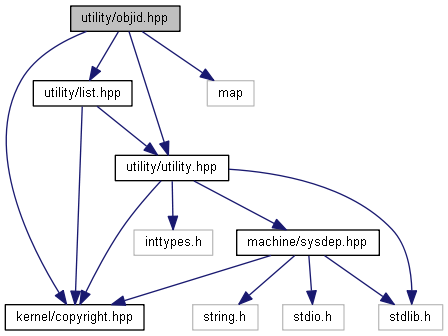 utility/objid.hpp
utility/list.hpp
map
utility/utility.hpp
inttypes.h
machine/sysdep.hpp
kernel/copyright.hpp
string.h
stdio.h
stdlib.h